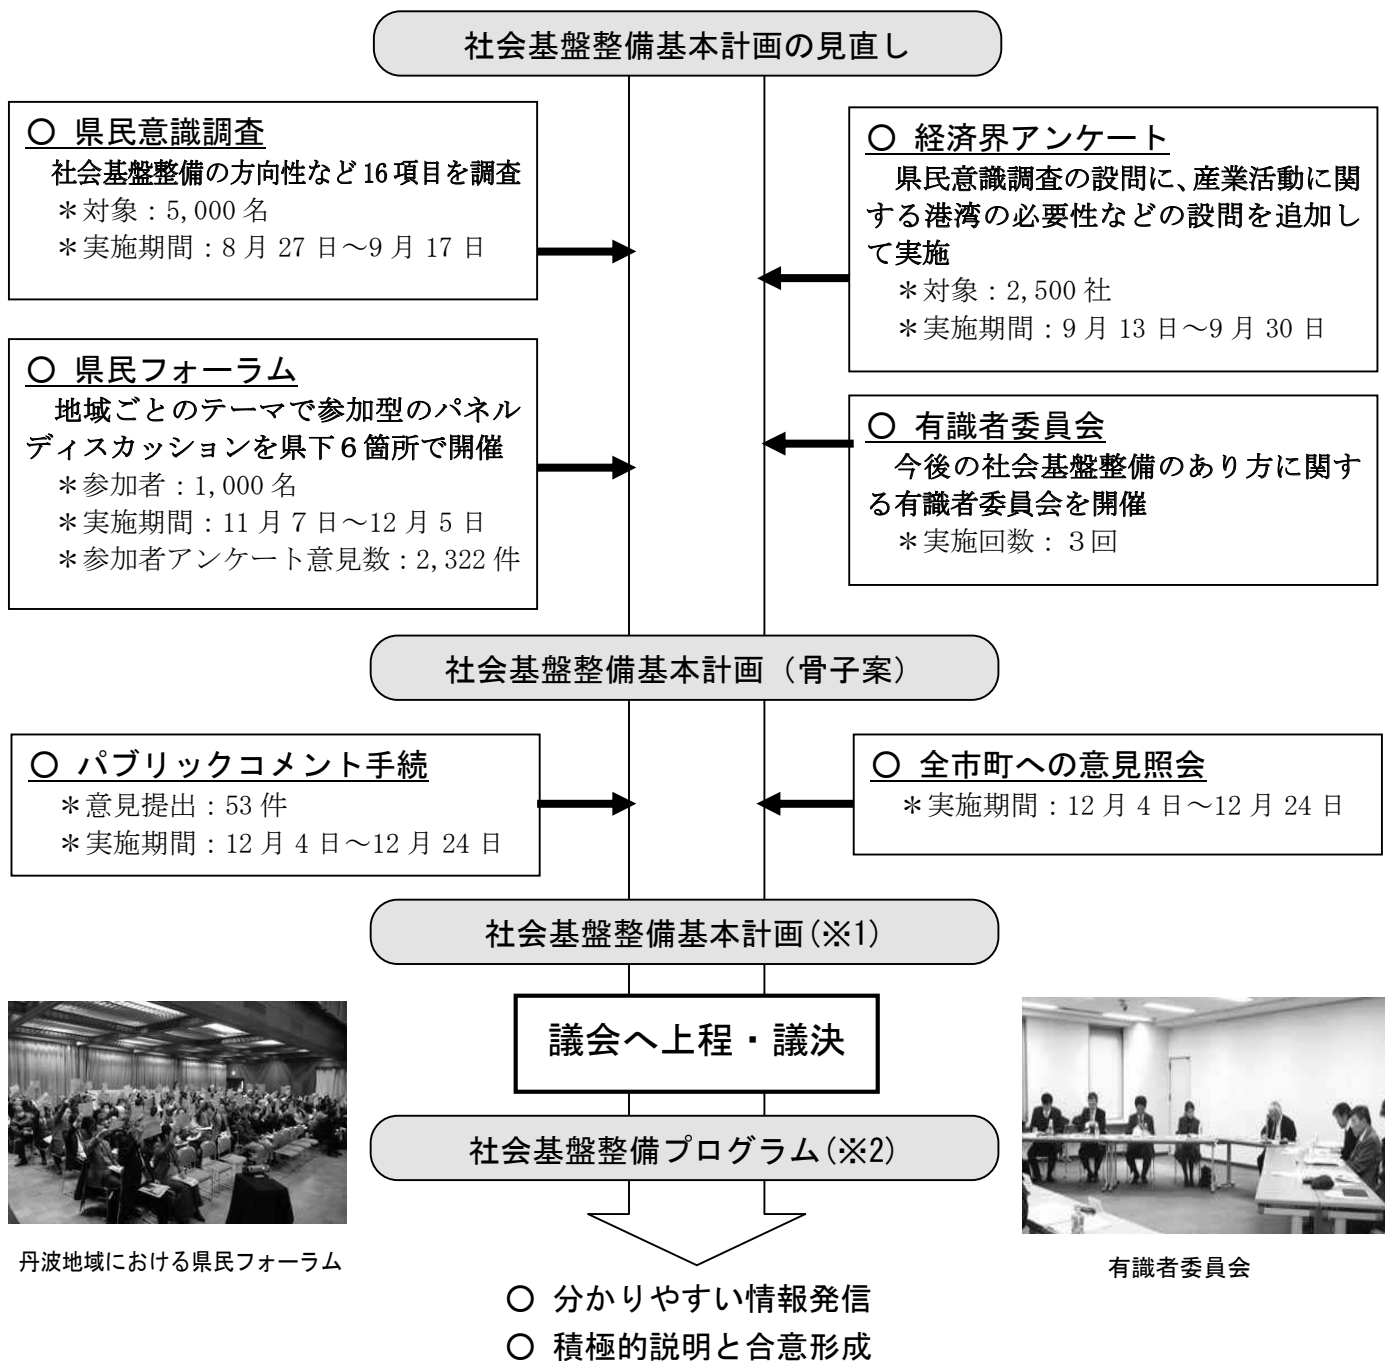 社会基盤整備基本計画の見直し
○ 県民意識調査
社会基盤整備の方向性など16項目を調査
＊対象：5,000名
＊実施期間：8月27日～9月17日
○ 経済界アンケート
県民意識調査の設問に、産業活動に関
する港湾の必要性などの設問を追加し
て実施
＊対象：2,500社
＊実施期間：9月13日～9月30日
○ 県民フォーラム
地域ごとのテーマで参加型のパネル
ディスカッションを県下６箇所で開催
＊参加者：1,000名
＊実施期間：11月７日～12月５日
＊参加者アンケート意見数：2,322件
○ 有識者委員会
今後の社会基盤整備のあり方に関す
る有識者委員会を開催
＊実施回数：３回
社会基盤整備基本計画（骨子案）
○ パブリックコメント手続
＊意見提出：53件
＊実施期間：12月4日～12月24日
○ 全市町への意見照会
＊実施期間：12月4日～12月24日
社会基盤整備基本計画(※1)
議会へ上程・議決
社会基盤整備プログラム(※2)
丹波地域における県民フォーラム
有識者委員会
○ 分かりやすい情報発信
○ 積極的説明と合意形成